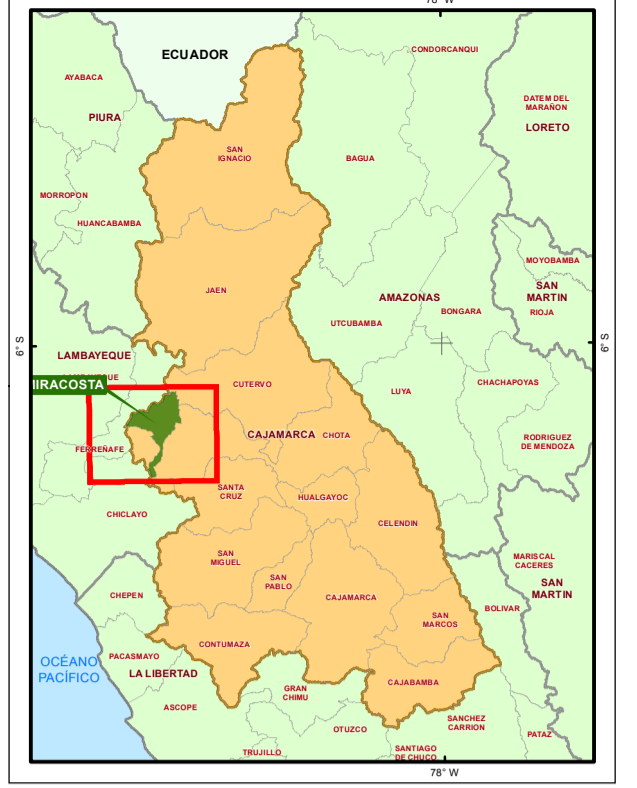 78° W
ECUADOR
CONDORCANQUI
AYABACA
DATEM DEL
MARAÑON
PIURA
LORETO
SAN
IGNACIO
BAGUA
MORROPON
HUANCABAMBA
MOYOBAMBA
SAN
MARTIN
JAEN
AMAZONAS
BONGARA
RIOJA
UTCUBAMBA
6° S
6° S
LAMBAYEQUE
MIRACOSTA
CUTERVO
CHACHAPOYAS
LUYA
CAJAMARCA
CHOTA
FERREÑAFE
RODRIGUEZ
DE MENDOZA
SANTA
CRUZ
HUALGAYOC
CHICLAYO
CELENDIN
SAN
MIGUEL
MARISCAL
CACERES
SAN
PABLO
SAN
MARTIN
CHEPEN
CAJAMARCA
BOLIVAR
SAN
MARCOS
CONTUMAZA
OCÉANO
PACÍFICO
PACASMAYO
LA LIBERTAD
CAJABAMBA
GRAN
CHIMU
ASCOPE
SANCHEZ
CARRION
OTUZCO
PATAZ
TRUJILLO
SANTIAGO
DE CHUCO
78° W